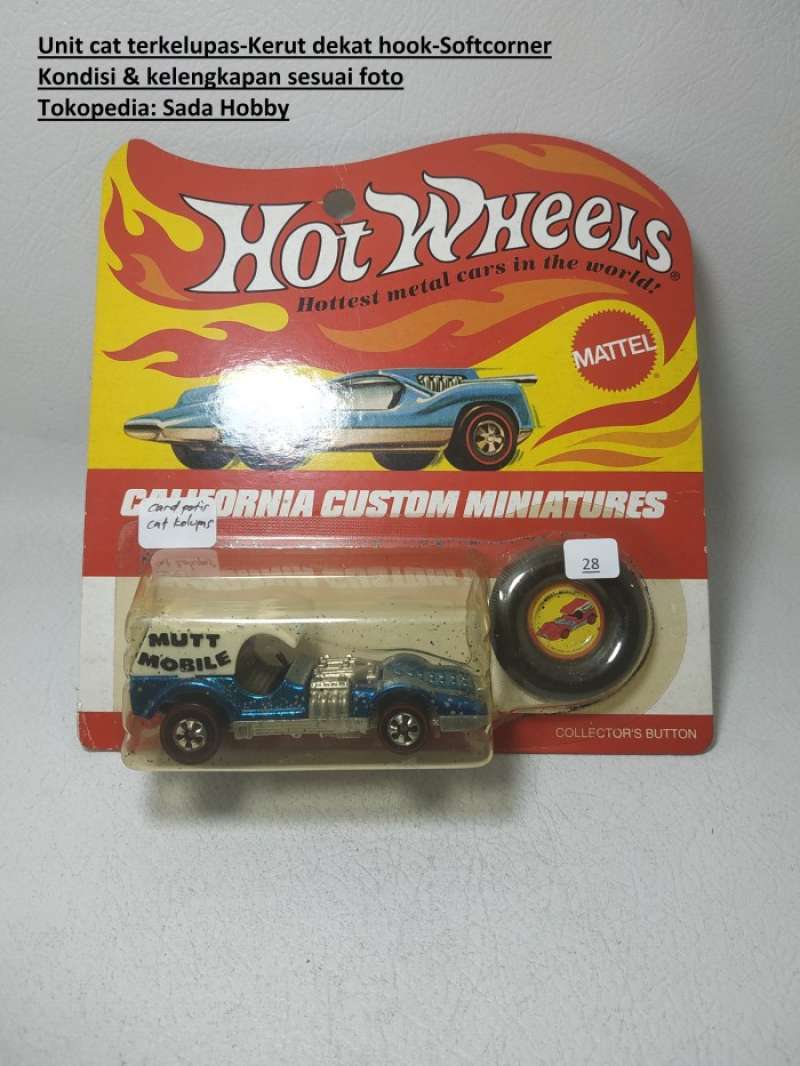 Unit cat terkelupas-Kerut dekat hook-Softcorner
Kondisi & kelengkapan sesuai foto
Tokopedia: Sada Hobby
Hot Wheels®
Hottest metal cars in the world!
MATTEL
CALIFORNIA CUSTOM MINIATURES
card potis
cat kelupas
28
MUTT
MOBILE
COLLECTOR'S BUTTON